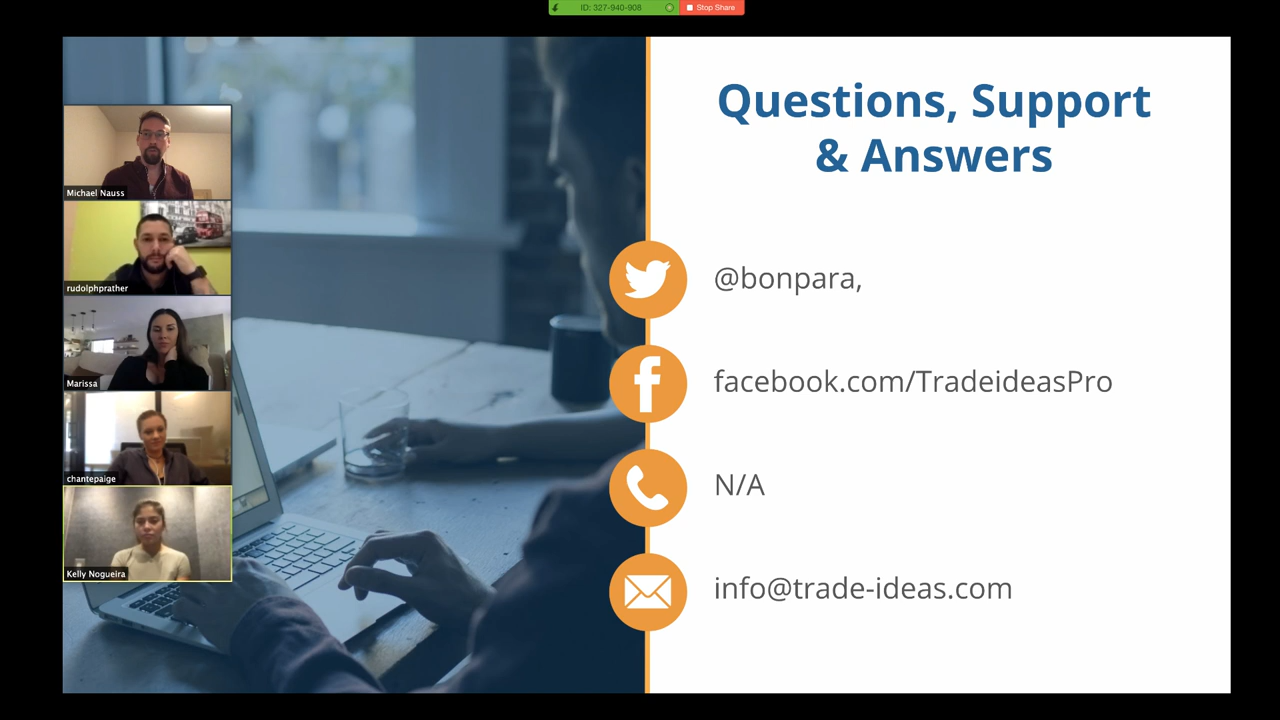 ID: 327-940-908
Stop Share
Michael Nauss
rudolphprather
Marissa
chantepaige
Kelly Nogueira
Questions, Support
& Answers
@bonpara,
facebook.com/TradeideasPro
N/A
info@trade-ideas.com